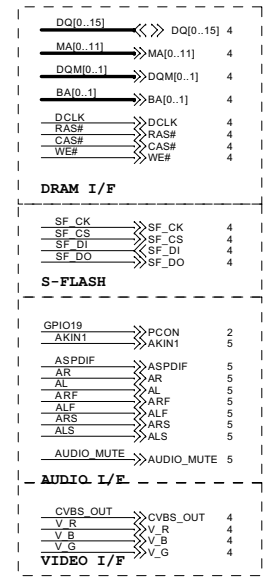 DQ[0..15] DQ[0..15] 4
MA[0..11] MA[0..11] 4
DQM[0..1] DQM[0..1] 4
BA[0..1] BA[0..1] 4
DCLK DCLK 4
RAS# RAS# 4
CAS# CAS# 4
WE# WE# 4
DRAM I/F
SF_CK SF_CK 4
SF_CS SF_CS 4
SF_DI SF_DI 4
SF_DO SF_DO 4
S-FLASH
GPIO19 PCON 2
AKIN1 AKIN1 5
ASPDIF ASPDIF 5
AR AR 5
AL AL 5
ARF ARF 5
ALF ALF 5
ARS ARS 5
ALS ALS 5
AUDIO_MUTE AUDIO_MUTE 5
AUDIO I/F
CVBS_OUT CVBS_OUT 4
V_R V_R 4
V_B V_B 4
V_G V_G 4
VIDEO I/F